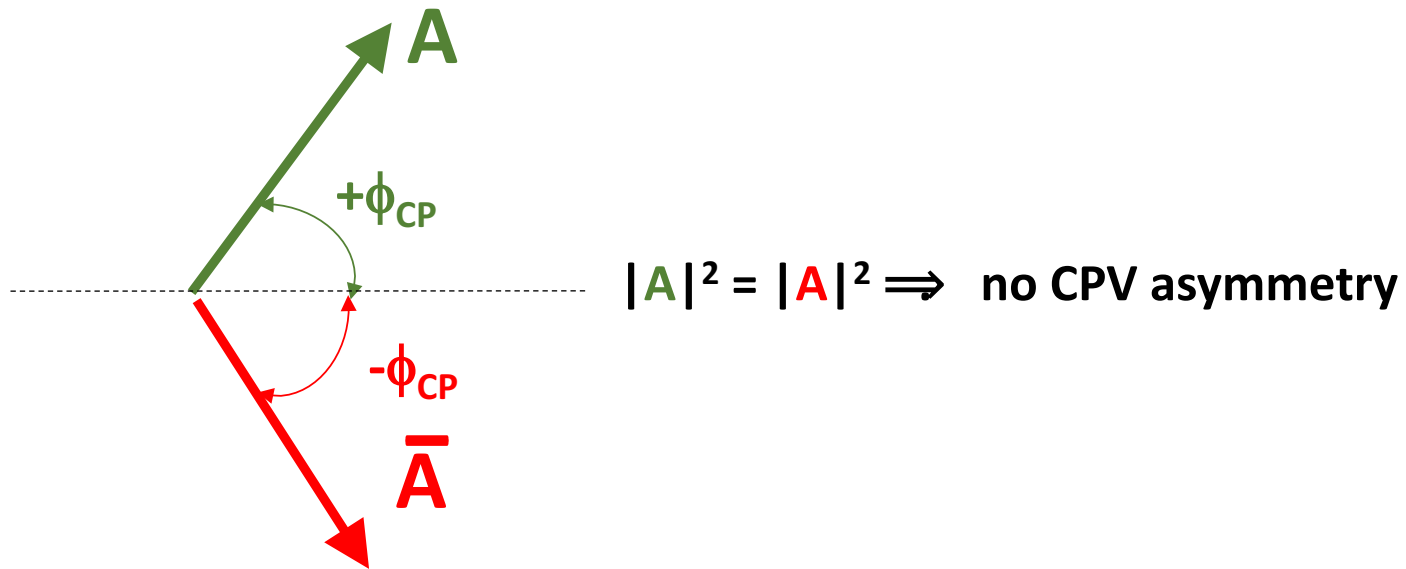 A
+ϕCP
|A|² = |A|² ⟹ no CPV asymmetry
-ϕCP
A̅